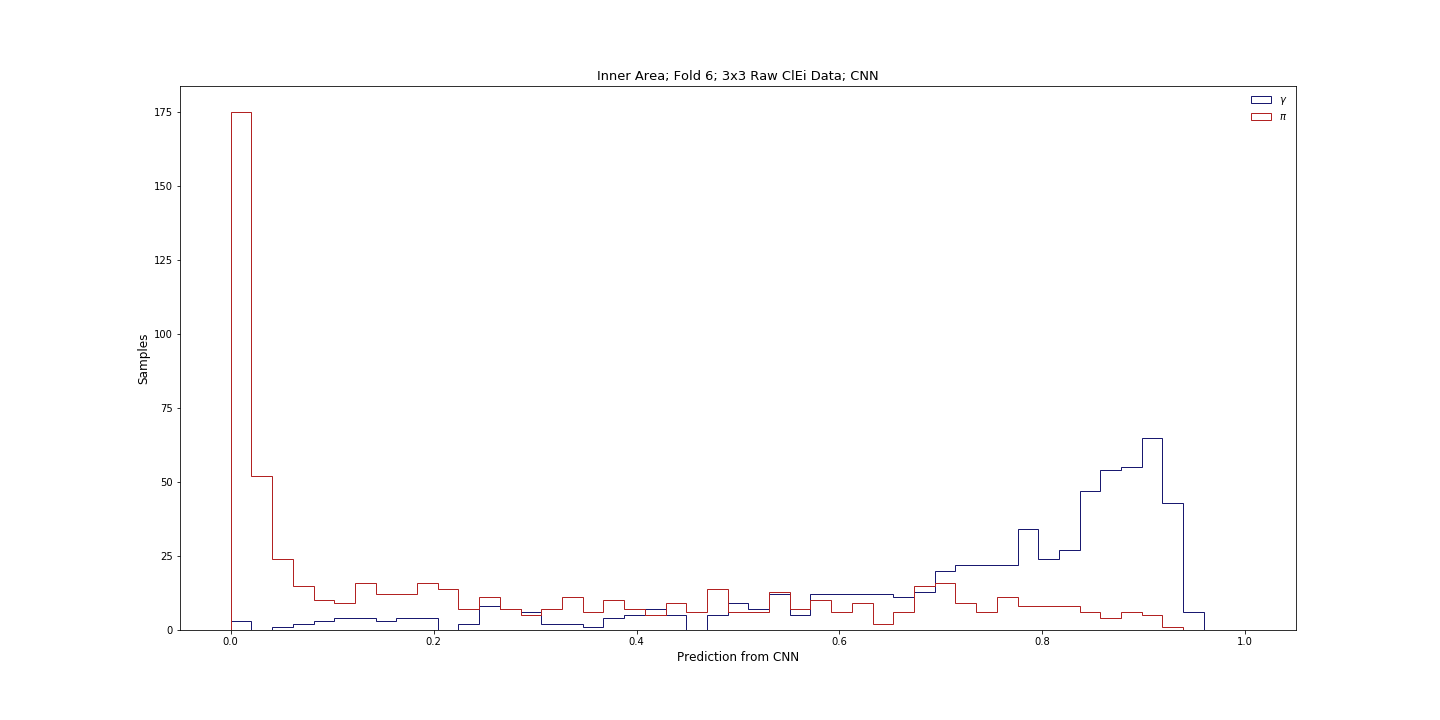 Inner Area; Fold 6; 3x3 Raw ClEi Data; CNN
γ
π
175
150
125
100
75
50
25
0
Samples
0.0 0.2 0.4 0.6 0.8 1.0
Prediction from CNN